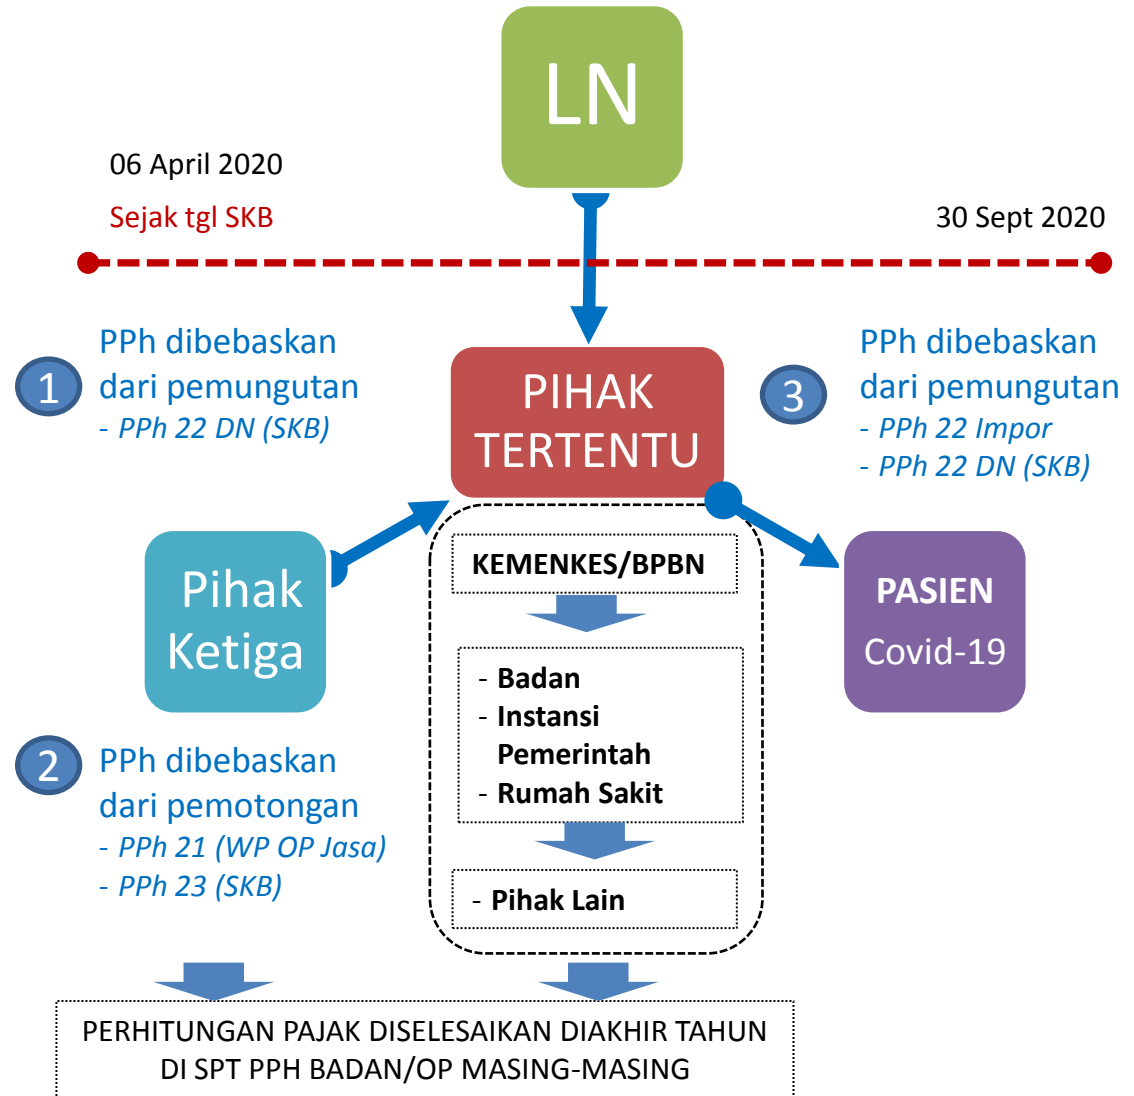 LN
06 April 2020
Sejak tgl SKB
30 Sept 2020
1
PPh dibebaskan
dari pemungutan
- PPh 22 DN (SKB)
PIHAK
TERTENTU
3
PPh dibebaskan
dari pemungutan
- PPh 22 Impor
- PPh 22 DN (SKB)
Pihak
Ketiga
KEMENKES/BPBN
- Badan
- Instansi
Pemerintah
- Rumah Sakit
- Pihak Lain
PASIEN
Covid-19
2
PPh dibebaskan
dari pemotongan
- PPh 21 (WP OP Jasa)
- PPh 23 (SKB)
PERHITUNGAN PAJAK DISELESAIKAN DIAKHIR TAHUN
DI SPT PPH BADAN/OP MASING-MASING